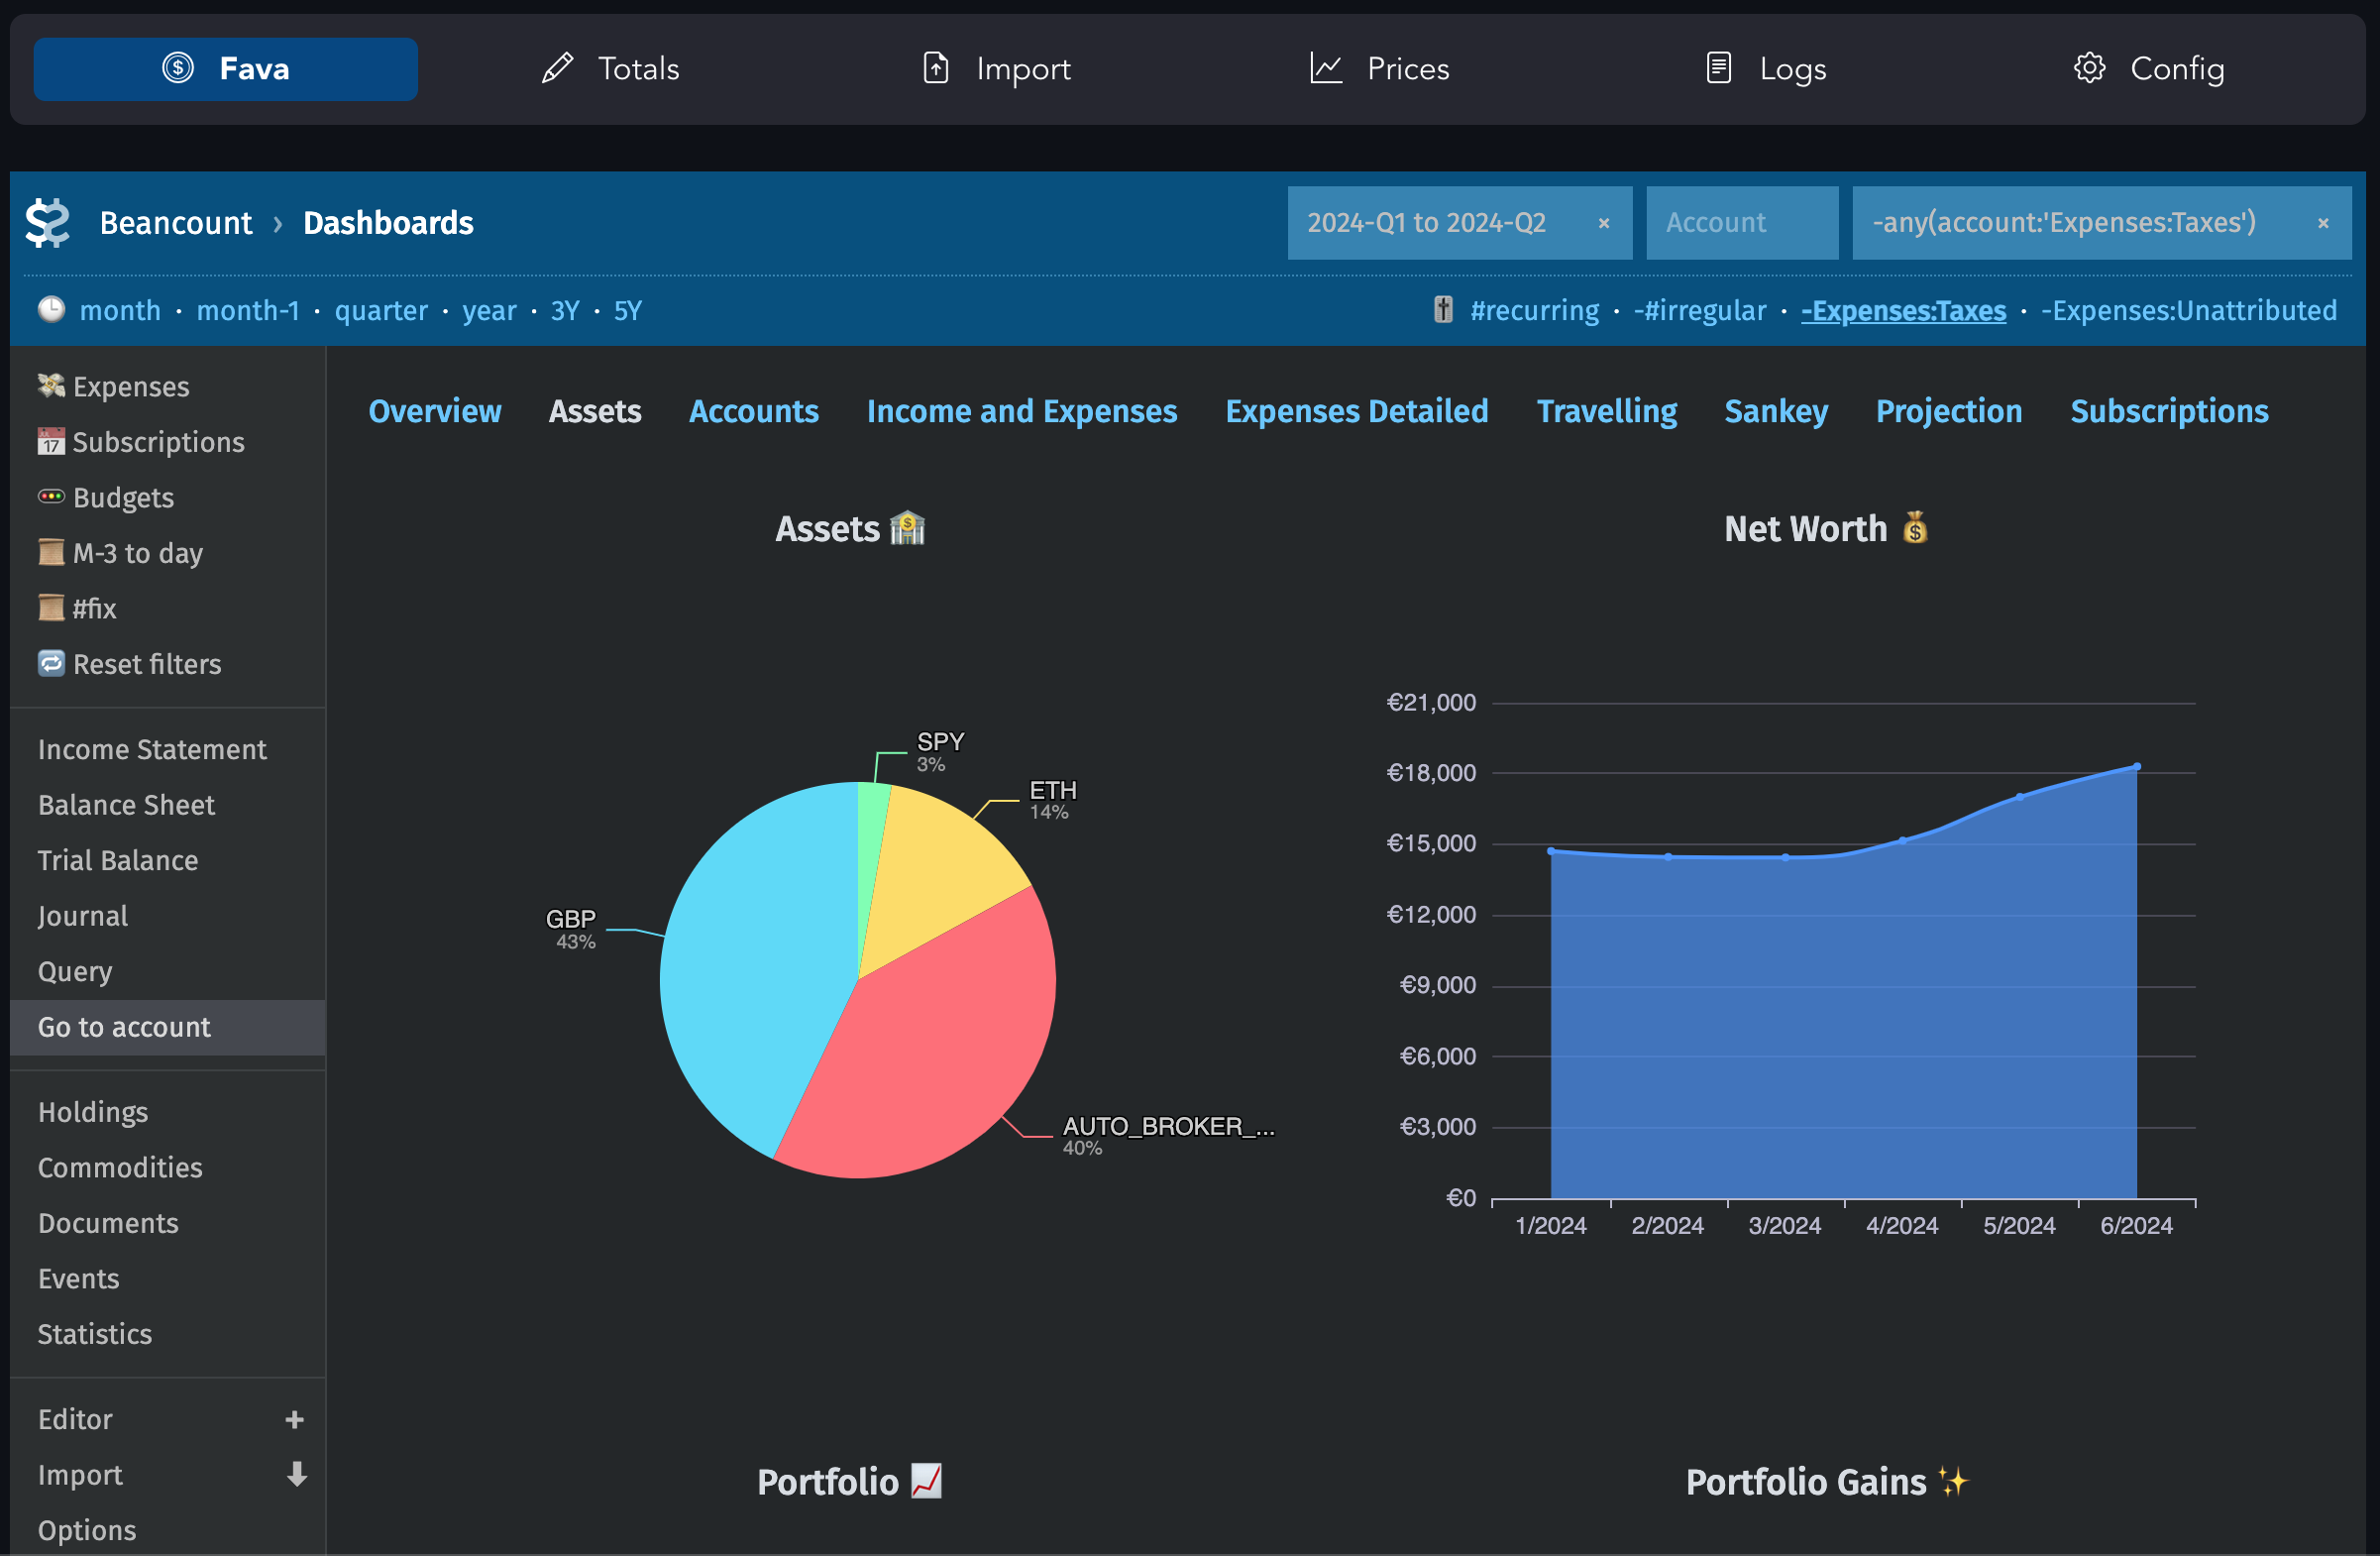 Fava Totals Import Prices Logs Config
Beancount › Dashboards 2024-Q1 to 2024-Q2 × Account -any(account:'Expenses:Taxes') ×
month · month-1 · quarter · year · 3Y · 5Y #recurring · -#irregular · -Expenses:Taxes · -Expenses:Unattributed
Expenses
Subscriptions
Budgets
M-3 to day
#fix
Reset filters
Income Statement
Balance Sheet
Trial Balance
Journal
Query
Go to account
Holdings
Commodities
Documents
Events
Statistics
Editor +
Import
Options
Overview Assets Accounts Income and Expenses Expenses Detailed Travelling Sankey Projection Subscriptions
Assets
SPY
3%
ETH
14%
GBP
43%
AUTO_BROKER_...
40%
Net Worth
€21,000
€18,000
€15,000
€12,000
€9,000
€6,000
€3,000
€0
1/2024 2/2024 3/2024 4/2024 5/2024 6/2024
Portfolio
Portfolio Gains